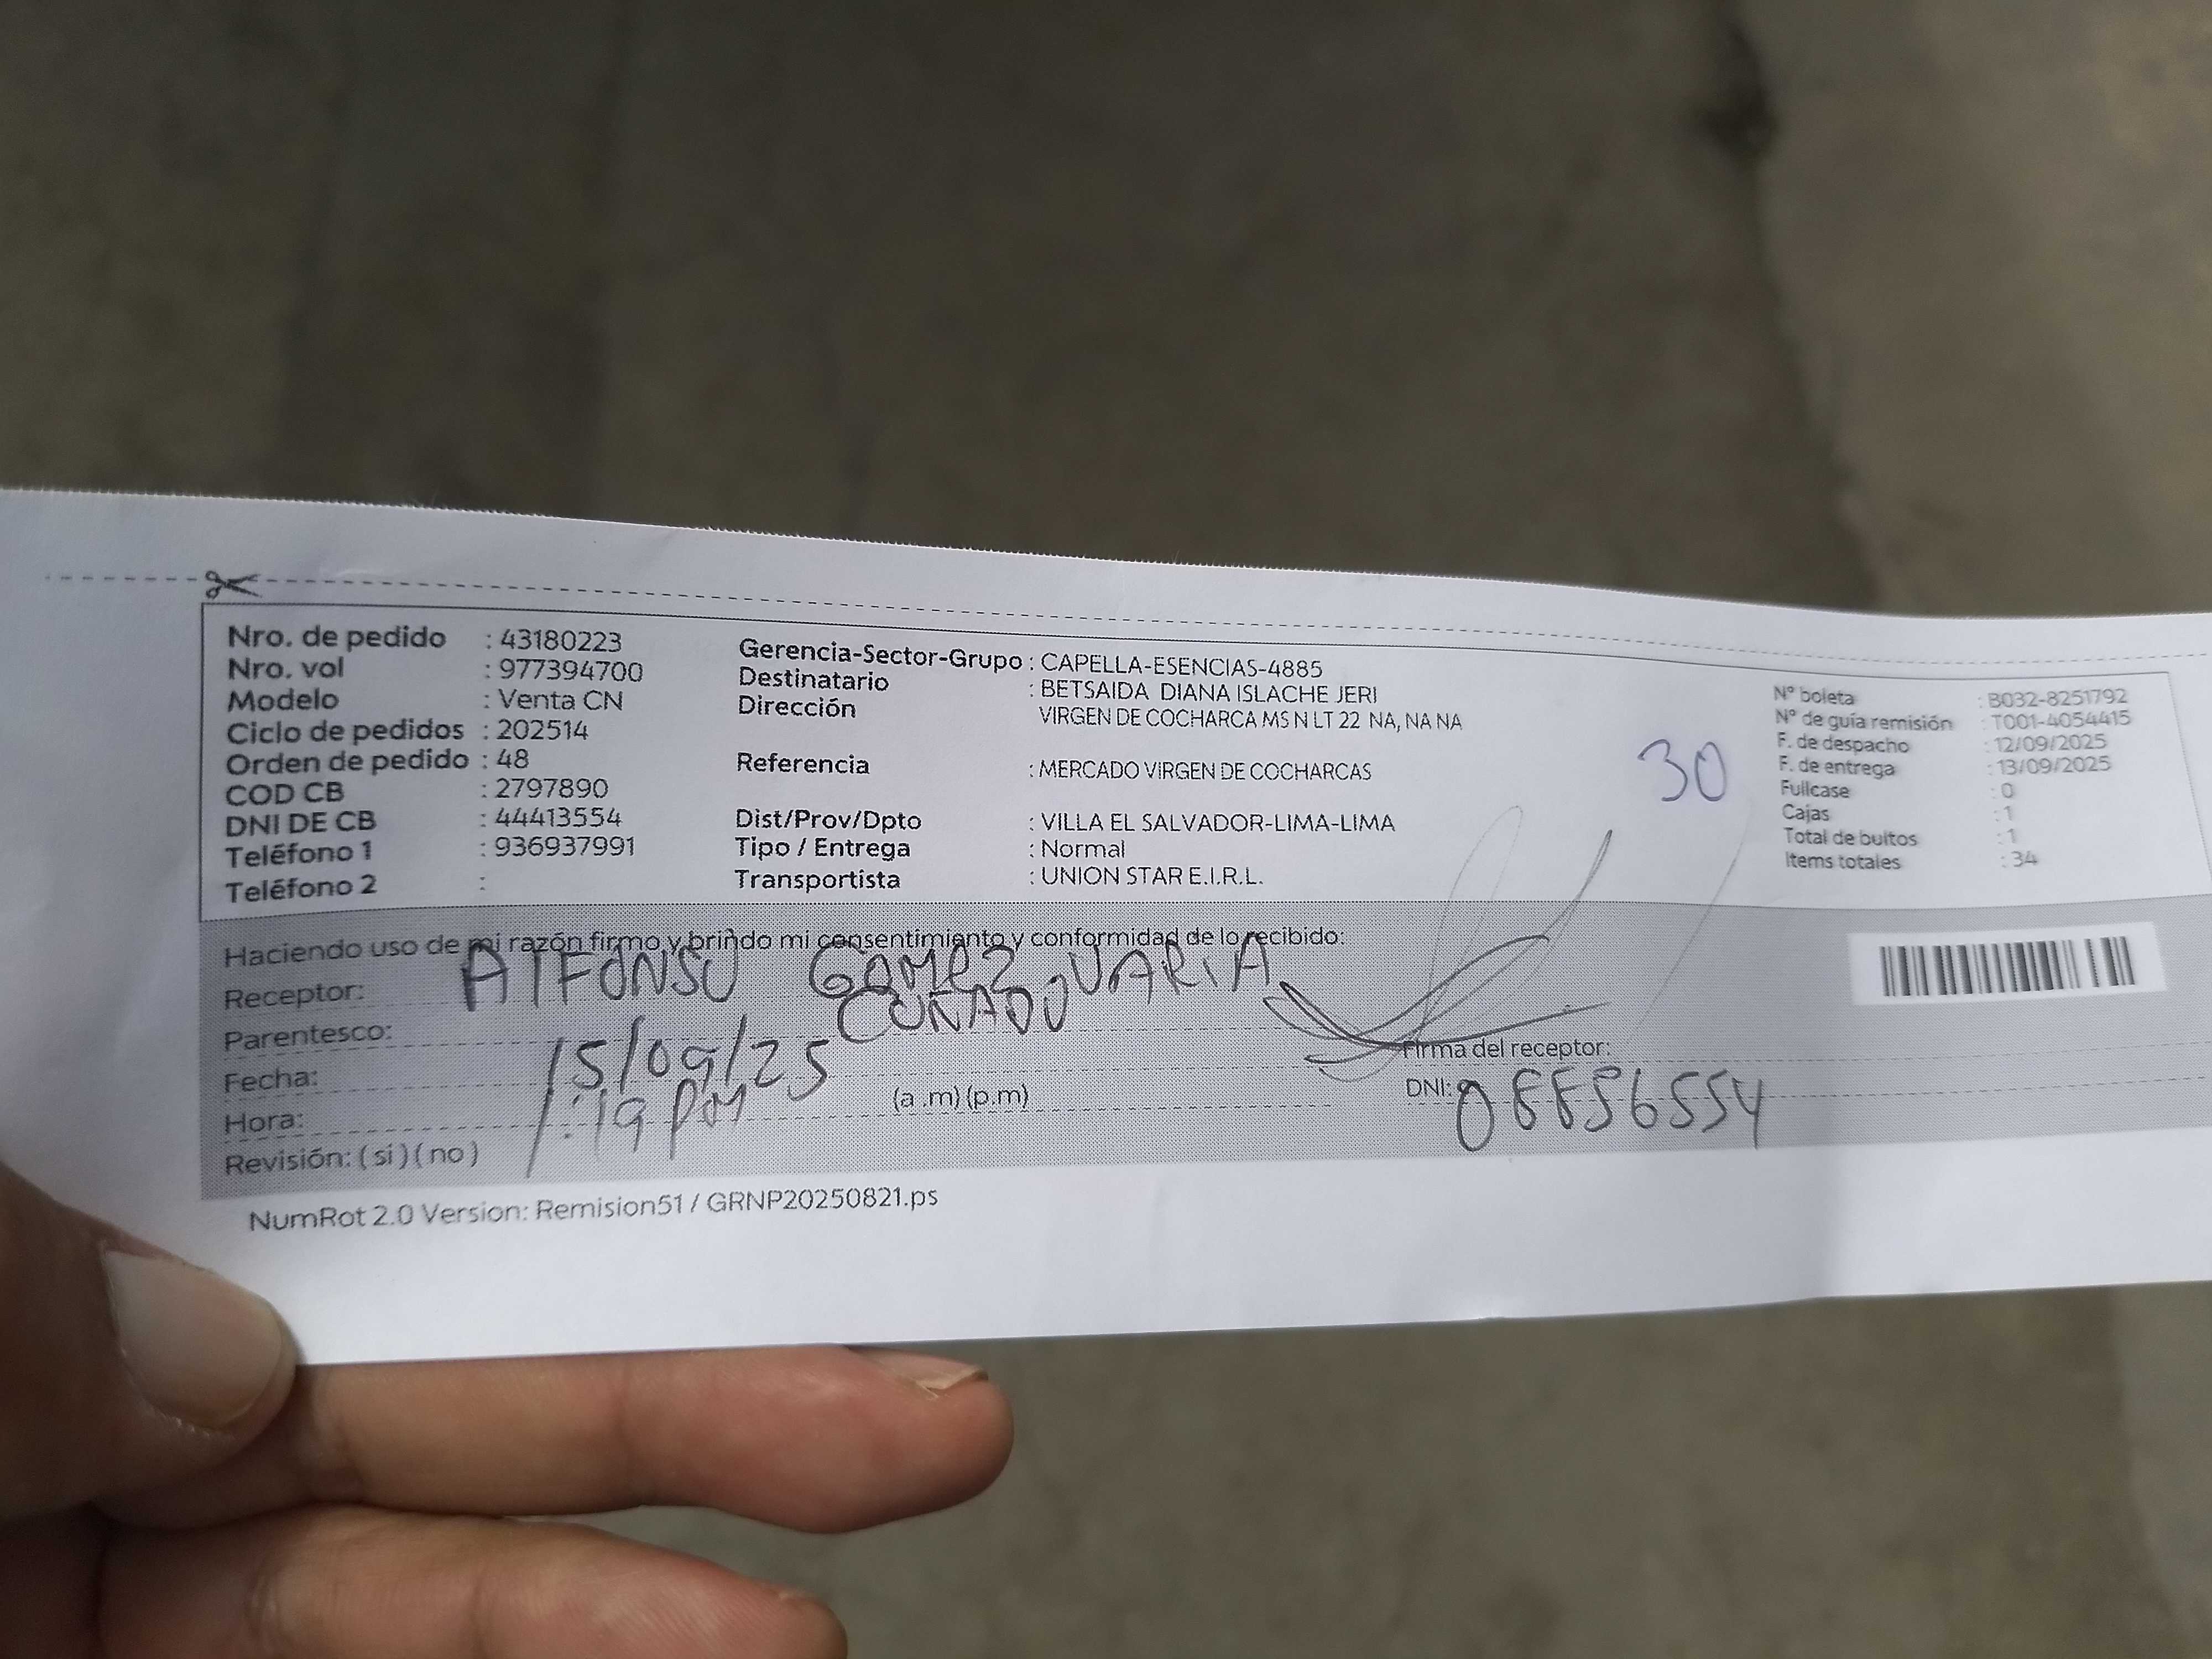 Nro. de pedido : 43180223
Nro. vol : 977394700
Modelo : Venta CN
Ciclo de pedidos : 202514
Orden de pedido : 48
COD CB : 2797890
DNI DE CB : 44413554
Teléfono 1 : 936937991
Teléfono 2 :
Gerencia-Sector-Grupo : CAPELLA-ESENCIAS-4885
Destinatario : BETSAIDA DIANA ISLACHE JERI
Dirección VIRGEN DE COCHARCA MS N LT 22 NA, NA NA
Referencia : MERCADO VIRGEN DE COCHARCAS
Dist/Prov/Dpto : VILLA EL SALVADOR-LIMA-LIMA
Tipo / Entrega : Normal
Transportista : UNION STAR E.I.R.L.
30
N° boleta : B032-8251792
N° de guía remisión : T001-4054415
F. de despacho : 12/09/2025
F. de entrega : 13/09/2025
Fullcase : 0
Cajas : 1
Total de bultos : 1
Items totales : 34
Haciendo uso de mi razón firmo y brindo mi consentimiento y conformidad de lo recibido:
Receptor: AlFONSO GOMEZ
Parentesco: CUÑADO
Fecha: 15/09/25
Hora: 1:19 PM (a .m) (p.m)
Revisión: ( si ) ( no )
Firma del receptor:
DNI:
NumRot 2.0 Version: Remision51 / GRNP20250821.ps